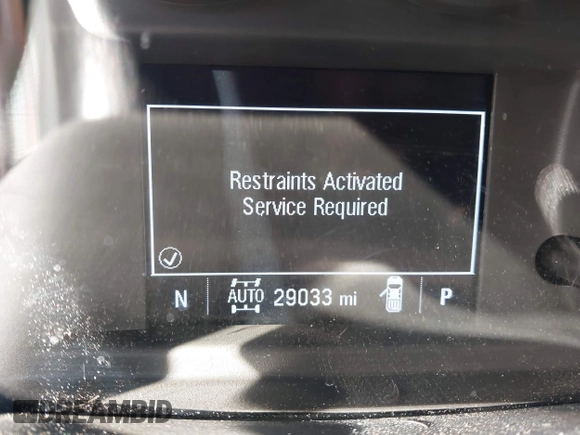 Restraints Activated
Service Required
N AUTO 29033 mi P
DREAMBID